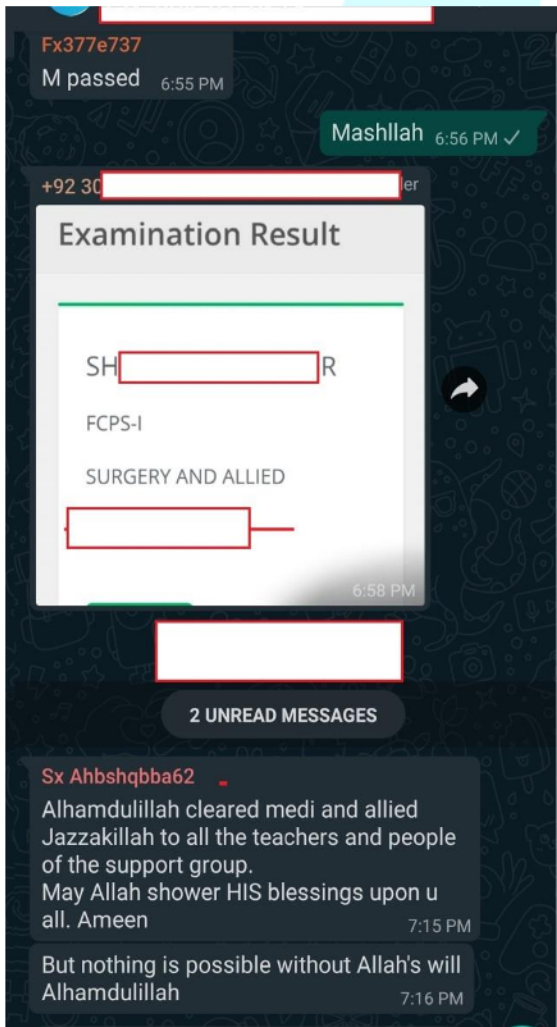 Fx377e737
M passed 6:55 PM
Mashllah 6:56 PM
+92 30 ler
Examination Result
SH R
FCPS-I
SURGERY AND ALLIED
6:58 PM
2 UNREAD MESSAGES
Sx Ahbshqbba62
Alhamdulillah cleared medi and allied
Jazzakillah to all the teachers and people
of the support group.
May Allah shower HIS blessings upon u
all. Ameen 7:15 PM
But nothing is possible without Allah's will
Alhamdulillah 7:16 PM